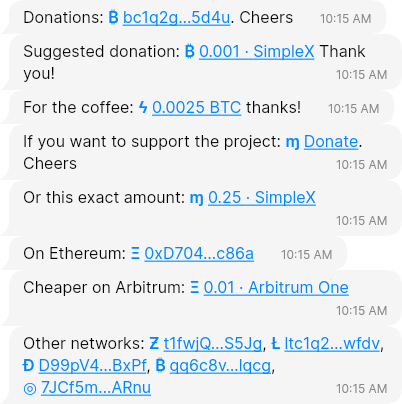 Donations: ₿ bc1q2g...5d4u. Cheers 10:15 AM
Suggested donation: ₿ 0.001 · SimpleX Thank
you! 10:15 AM
For the coffee: ϟ 0.0025 BTC thanks! 10:15 AM
If you want to support the project: ɱ Donate.
Cheers 10:15 AM
Or this exact amount: ɱ 0.25 · SimpleX
10:15 AM
On Ethereum: Ξ 0xD704...c86a 10:15 AM
Cheaper on Arbitrum: Ξ 0.01 · Arbitrum One
10:15 AM
Other networks: Ƶ t1fwjQ...S5Jg, Ł ltc1q2...wfdv,
Ð D99pV4...BxPf, Ƀ qq6c8v...lqcg,
◎ 7JCf5m...ARnu 10:15 AM